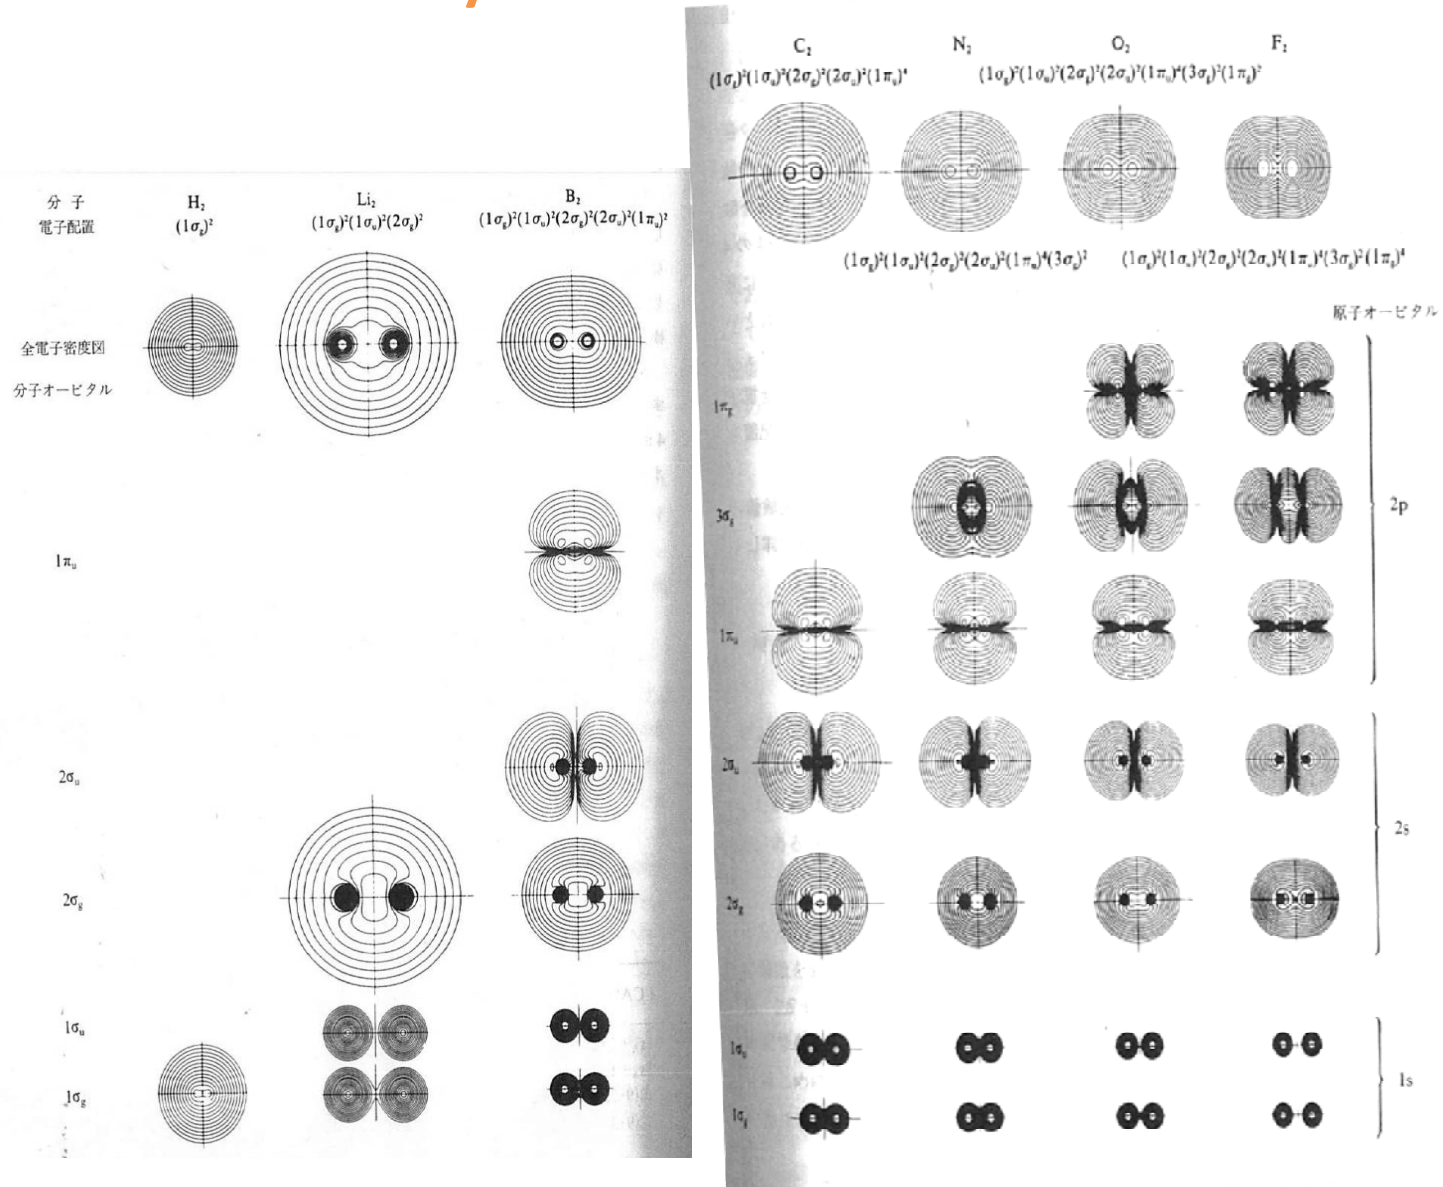 C₂ N₂ O₂ F₂
(1σg)²(1σu)²(2σg)²(2σu)²(1πu)⁴ (1σg)²(1σu)²(2σg)²(2σu)²(1πu)⁴(3σg)²(1πg)²
分子 H₂ Li₂ B₂
電子配置 (1σg)² (1σg)²(1σu)²(2σg)² (1σg)²(1σu)²(2σg)²(2σu)²(1πu)²
(1σg)²(1σu)²(2σg)²(2σu)²(1πu)⁴(3σg)² (1σg)²(1σu)²(2σg)²(2σu)²(1πu)⁴(3σg)²(1πg)⁴
原子オービタル
全電子密度図
分子オービタル
1πg
3σg 2p
1πu 1πu
2σu 2σu
2s
2σg 2σg
1σu 1σu
1s
1σg 1σg